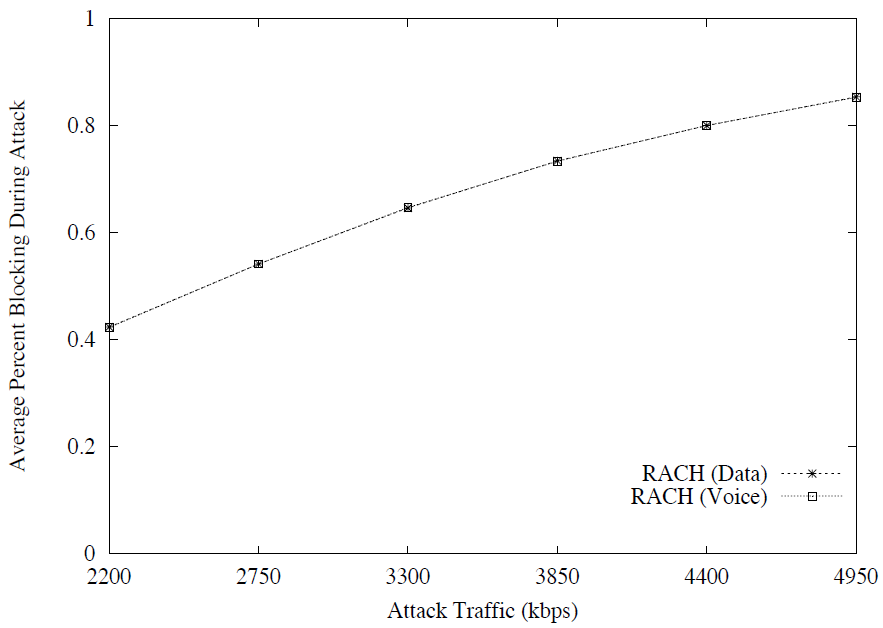 1
0.8
0.6
0.4
0.2
0
Average Percent Blocking During Attack
RACH (Data)
RACH (Voice)
2200 2750 3300 3850 4400 4950
Attack Traffic (kbps)